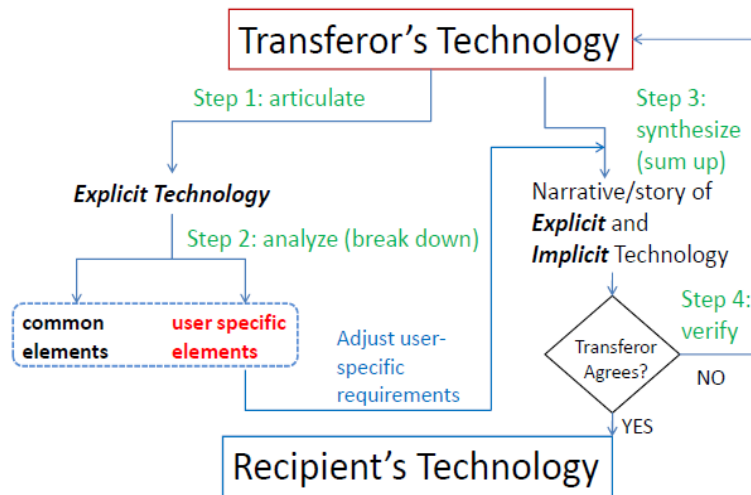 Transferor's Technology
Step 1: articulate
Step 3:
synthesize
(sum up)
Explicit Technology
Narrative/story of
Explicit and
Implicit Technology
Step 2: analyze (break down)
common
elements
user specific
elements
Adjust user-
specific
requirements
Step 4:
verify
Transferor
Agrees?
NO
YES
Recipient's Technology